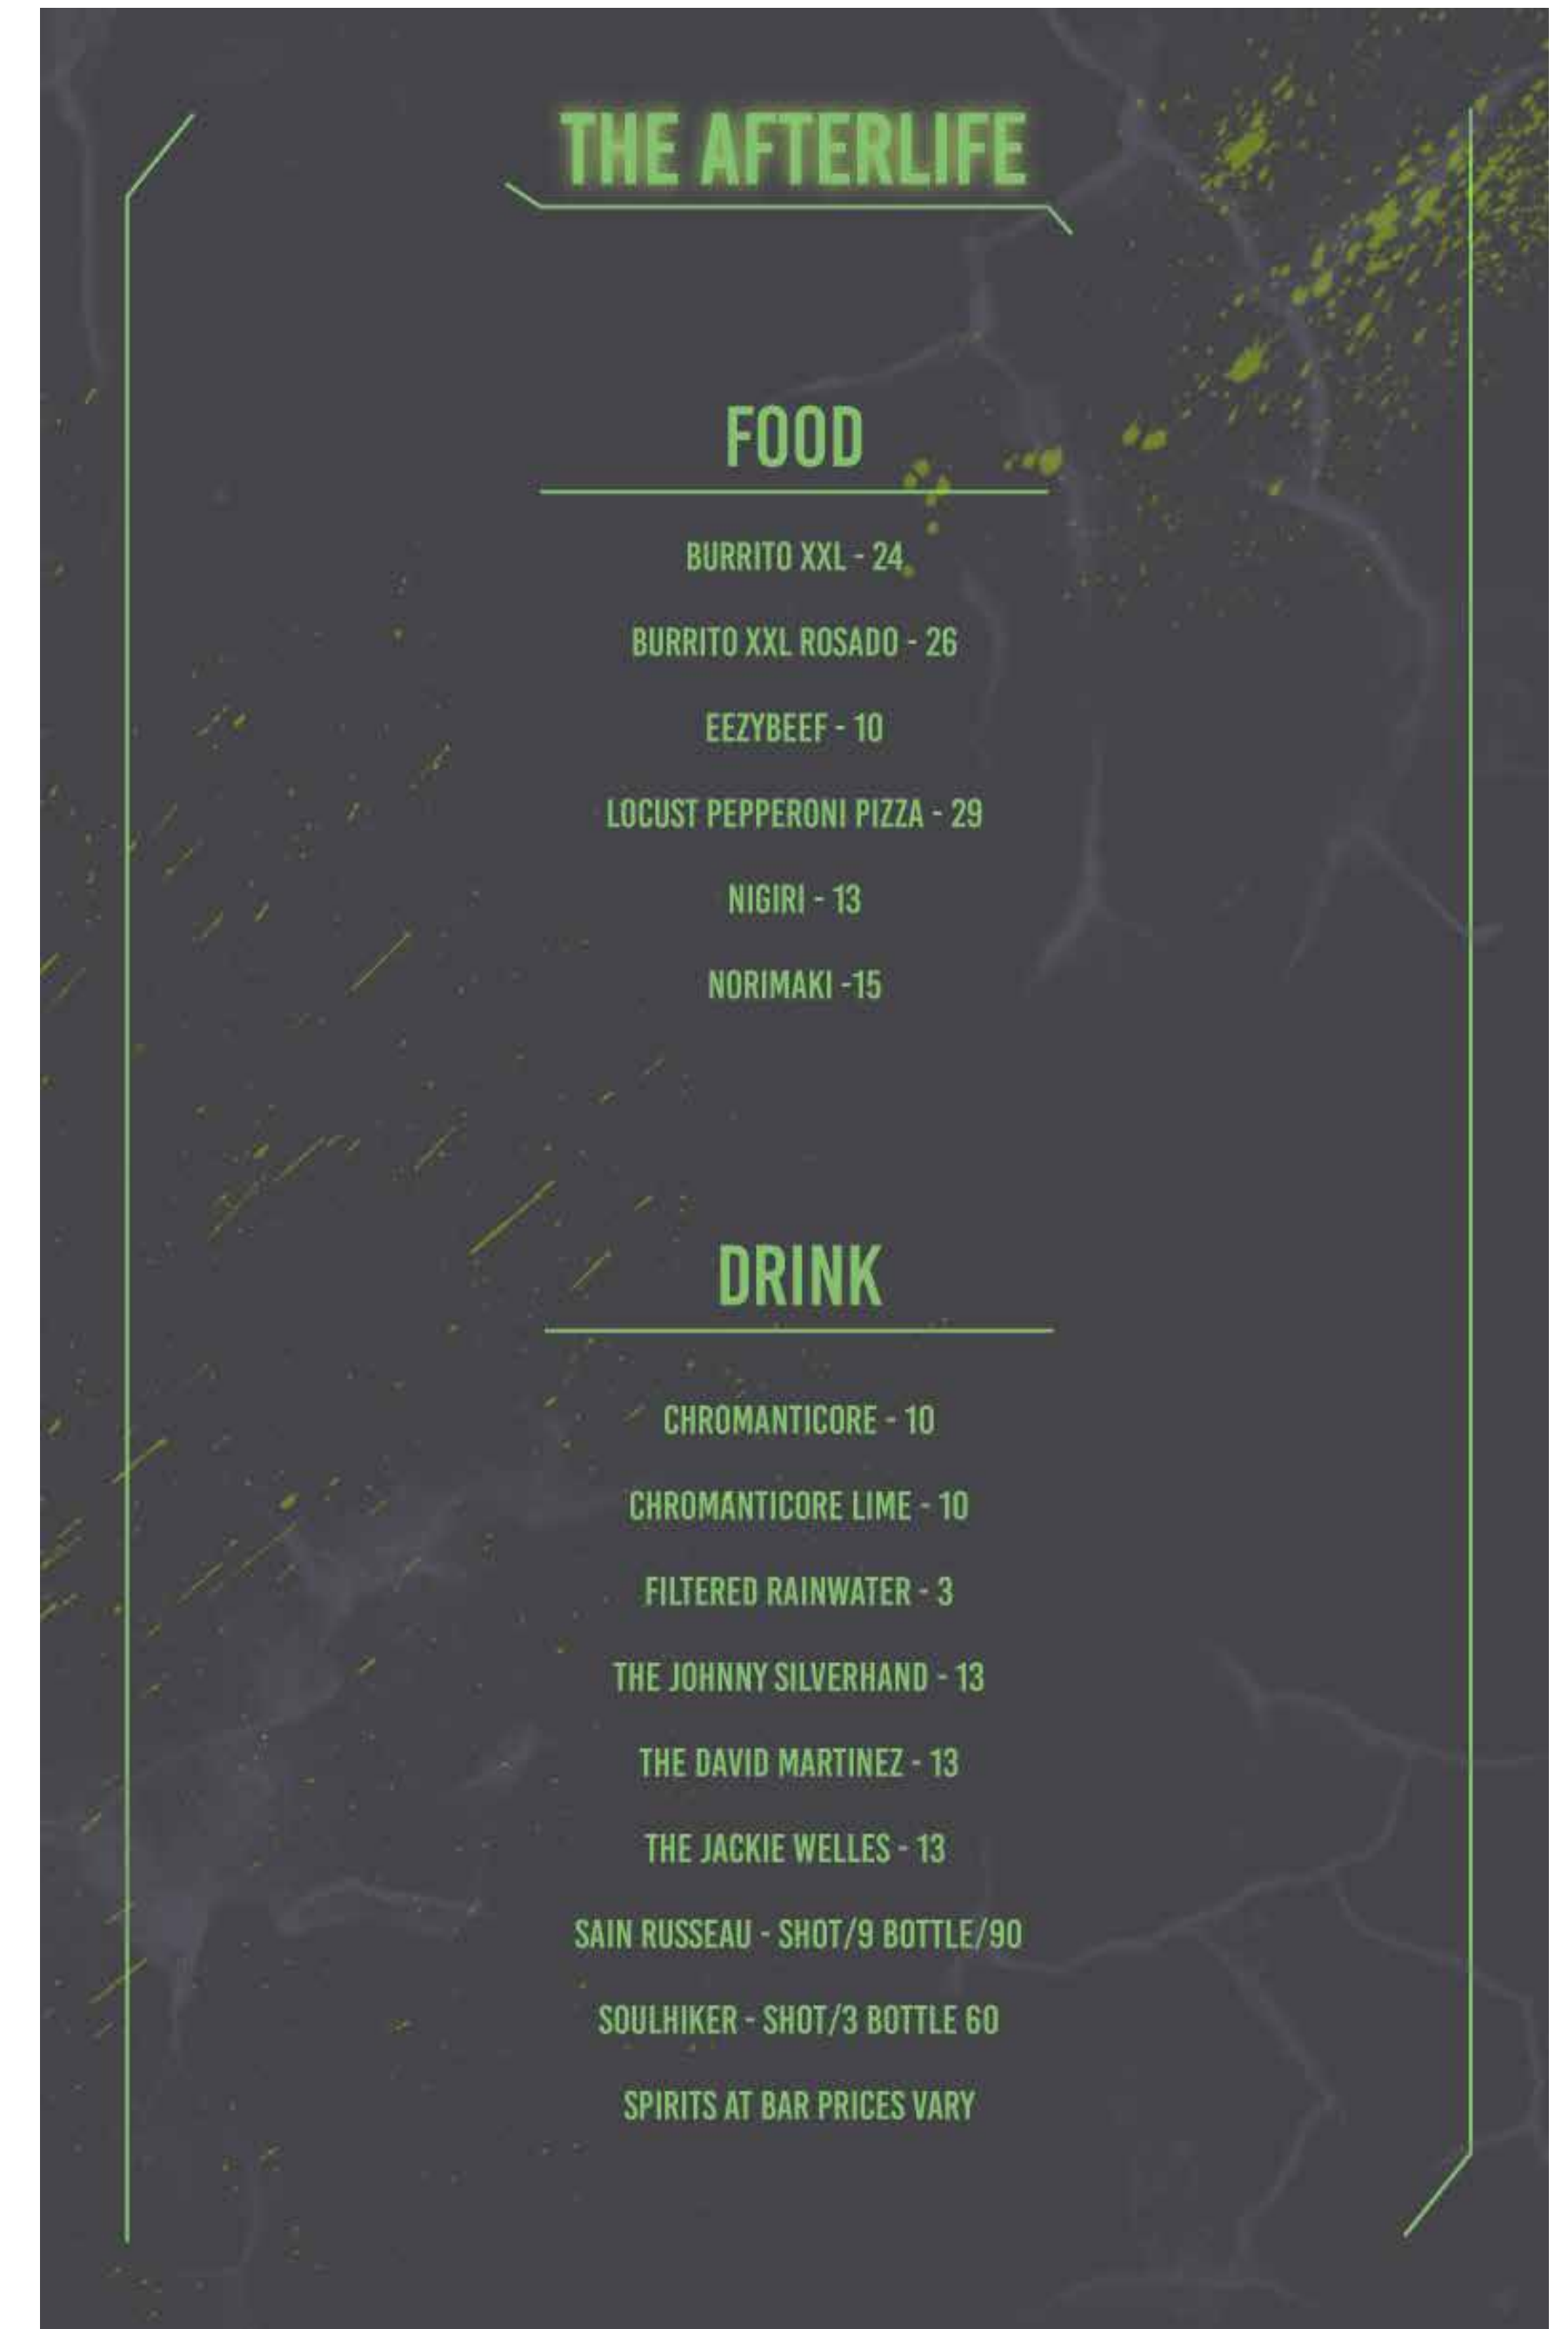 THE AFTERLIFE
FOOD
BURRITO XXL - 24
BURRITO XXL ROSADO - 26
EEZYBEEF - 10
LOCUST PEPPERONI PIZZA - 29
NIGIRI - 13
NORIMAKI -15
DRINK
CHROMANTICORE - 10
CHROMANTICORE LIME - 10
FILTERED RAINWATER - 3
THE JOHNNY SILVERHAND - 13
THE DAVID MARTINEZ - 13
THE JACKIE WELLES - 13
SAIN RUSSEAU - SHOT/9 BOTTLE/90
SOULHIKER - SHOT/3 BOTTLE 60
SPIRITS AT BAR PRICES VARY